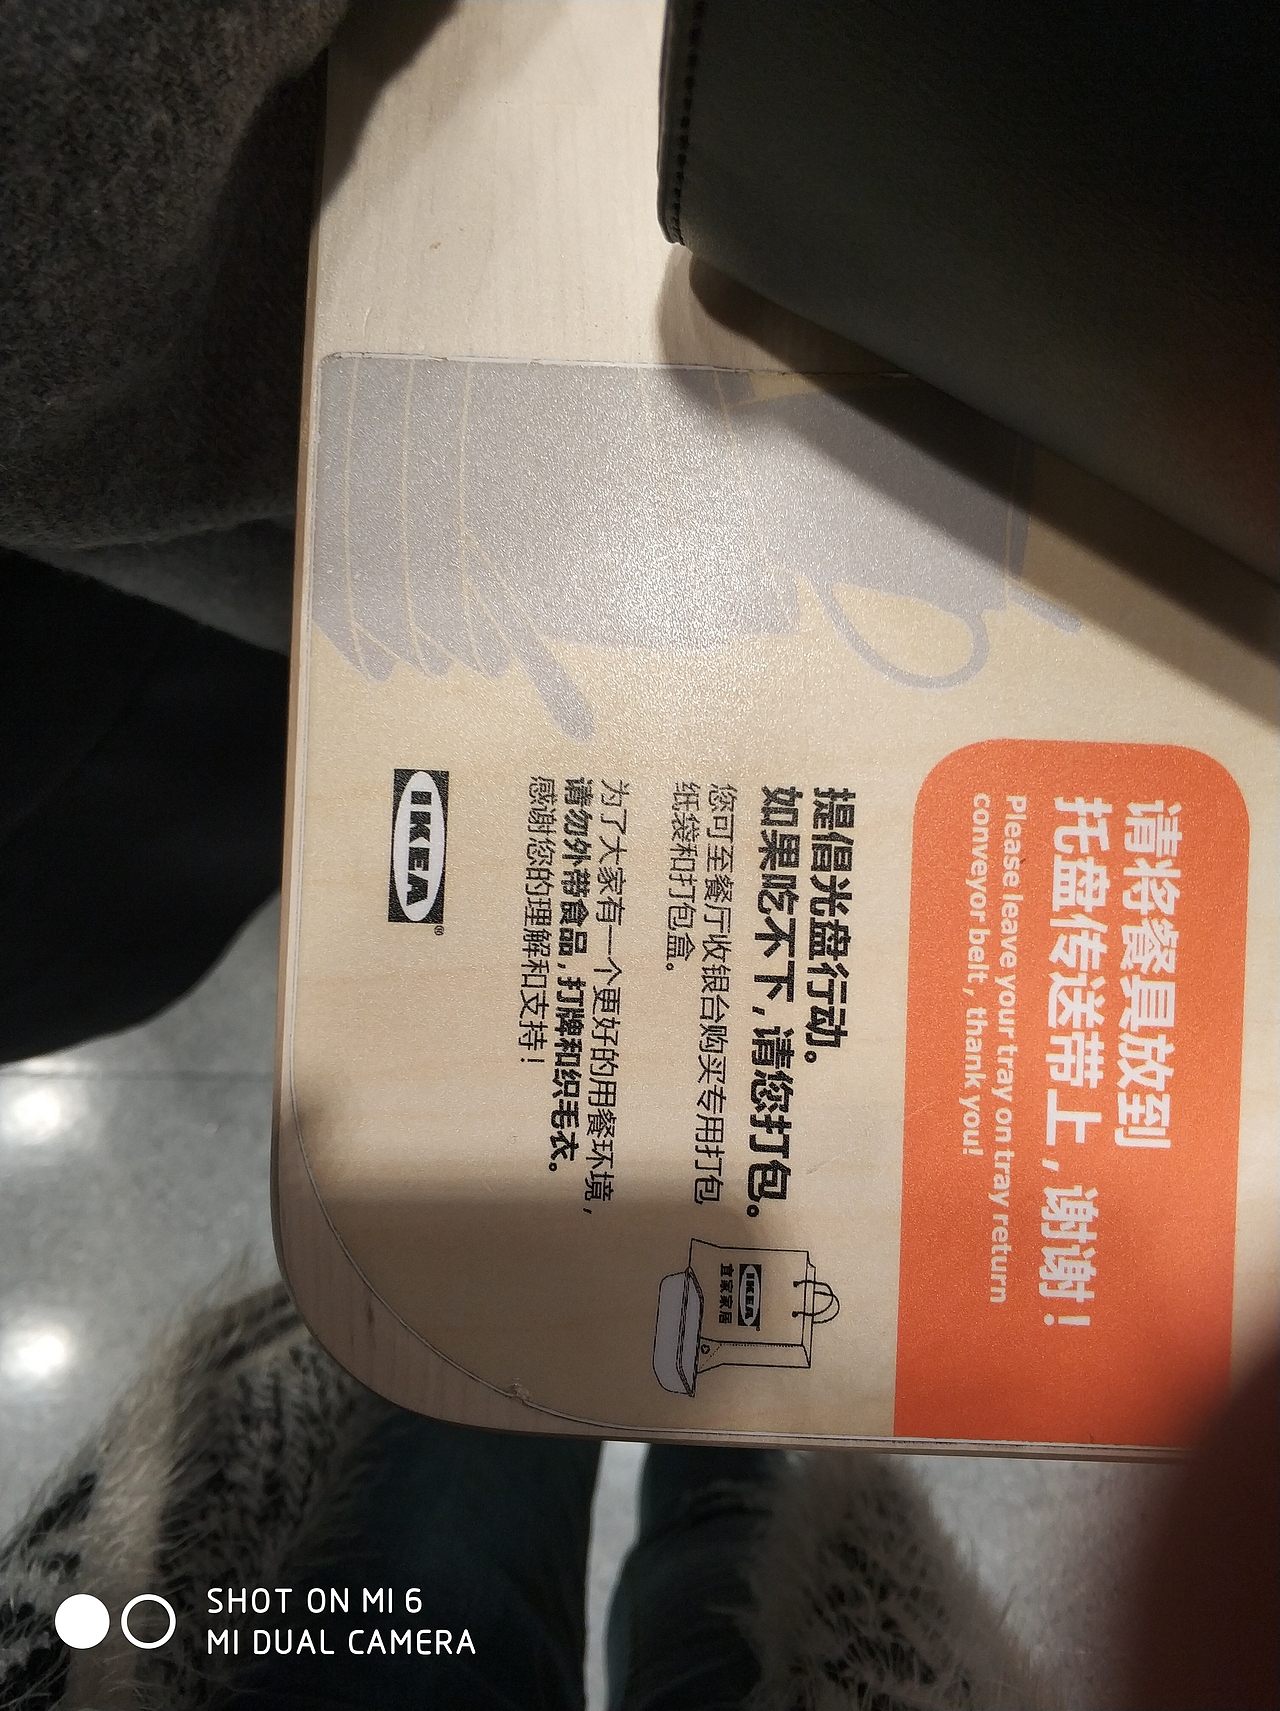 请将餐具放到
托盘传送带上，谢谢！
Please leave your tray on tray return
conveyor belt , thank you!
提倡光盘行动。
如果吃不下，请您打包。
您可至餐厅收银台购买专用打包
纸袋和打包盒。
IKEA
宜家家居
为了大家有一个更好的用餐环境，
请勿外带食品，打牌和织毛衣。
感谢您的理解和支持！
IKEA®
SHOT ON MI 6
MI DUAL CAMERA